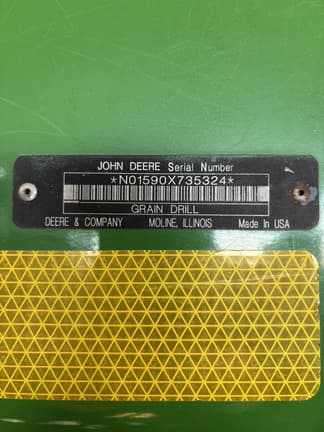 JOHN DEERE Serial Number
*N01590X735324*
GRAIN DRILL
DEERE & COMPANY MOLINE, ILLINOIS Made In USA